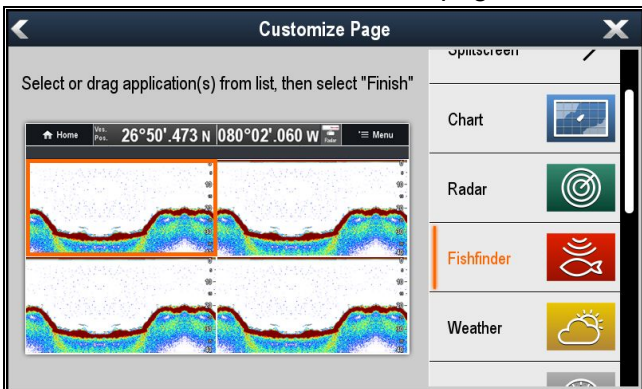 Customize Page
Splitscreen
Select or drag application(s) from list, then select "Finish"
Home Ves. Pos. 26°50'.473 N 080°02'.060 W Menu
Chart
Radar
Fishfinder
Weather